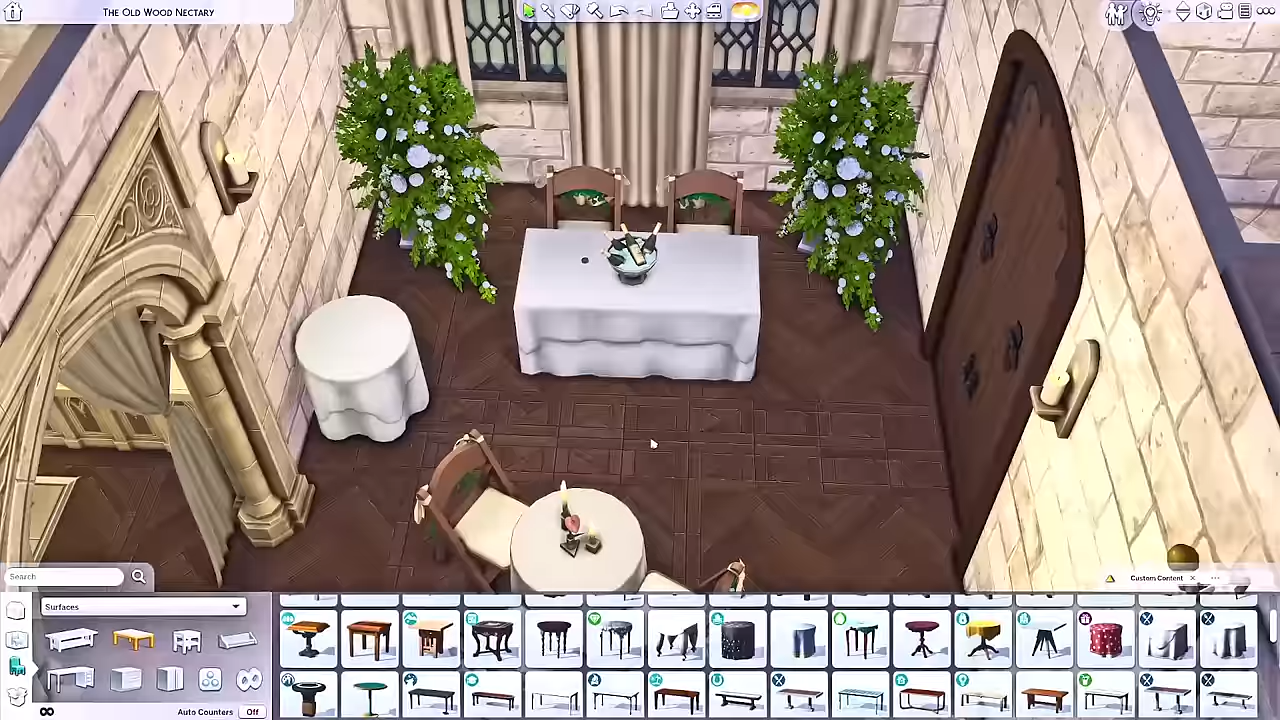 THE OLD WOOD NECTARY
Search
Custom Content
Surfaces
Auto Counters Off